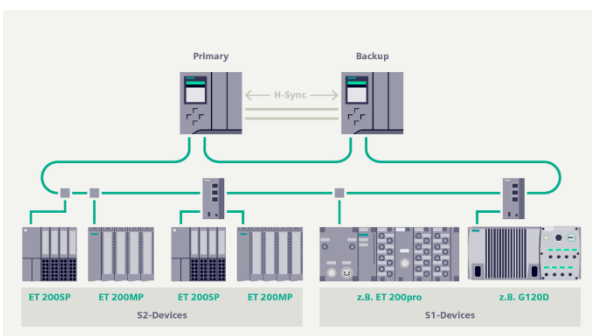 Primary
Backup
H-Sync
ET 200SP
ET 200MP
ET 200SP
ET 200MP
z.B. ET 200pro
z.B. G120D
S2-Devices
S1-Devices